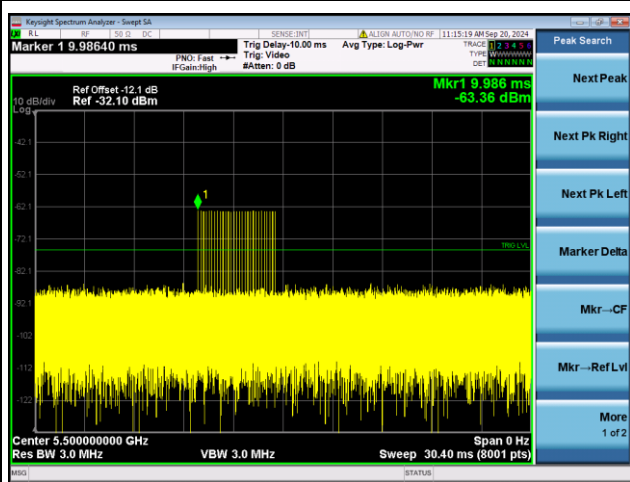 Keysight Spectrum Analyzer - Swept SA
RL RF 50 Ω DC SENSE:INT ALIGN AUTO/NO RF 11:15:19 AM Sep 20, 2024
Marker 1 9.98640 ms
PNO: Fast
IFGain:High
Trig Delay-10.00 ms
Trig: Video
#Atten: 0 dB
Avg Type: Log-Pwr
TRACE 1 2 3 4 5 6
TYPE WWWWWW
DET NNNNNN
Peak Search
Mkr1 9.986 ms
-63.36 dBm
Ref Offset -12.1 dB
10 dB/div Ref -32.10 dBm
Log
-42.1
-52.1
-62.1
-72.1
-82.1
-92.1
-102
-112
-122
1
TRIG LVL
Center 5.500000000 GHz
Span 0 Hz
Res BW 3.0 MHz
VBW 3.0 MHz
Sweep 30.40 ms (8001 pts)
Next Peak
Next Pk Right
Next Pk Left
Marker Delta
Mkr→CF
Mkr→Ref Lvl
More
1 of 2
MSG
STATUS